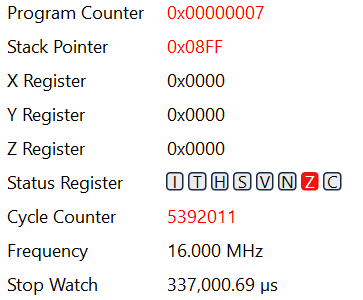 Program Counter 0x00000007
Stack Pointer 0x08FF
X Register 0x0000
Y Register 0x0000
Z Register 0x0000
Status Register I T H S V N Z C
Cycle Counter 5392011
Frequency 16.000 MHz
Stop Watch 337,000.69 µs